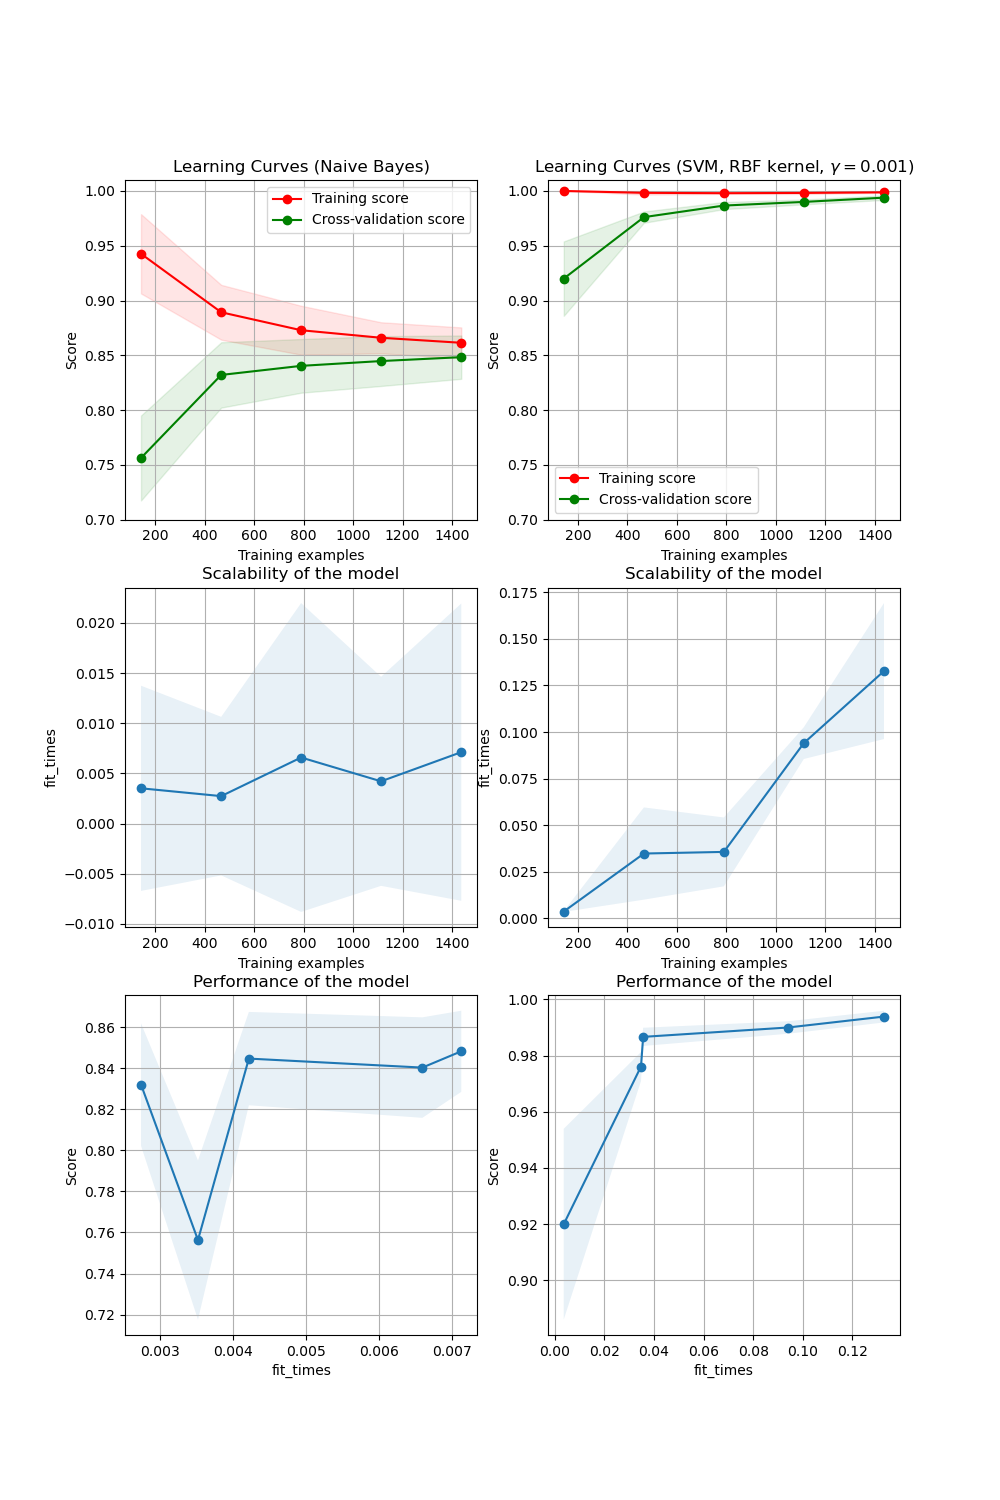 Learning Curves (Naive Bayes)
Score
1.00
0.95
0.90
0.85
0.80
0.75
0.70
Training score
Cross-validation score
200 400 600 800 1000 1200 1400
Training examples
Learning Curves (SVM, RBF kernel, γ = 0.001)
Score
1.00
0.95
0.90
0.85
0.80
0.75
0.70
Training score
Cross-validation score
200 400 600 800 1000 1200 1400
Training examples
Scalability of the model
fit_times
0.020
0.015
0.010
0.005
0.000
−0.005
−0.010
200 400 600 800 1000 1200 1400
Training examples
Scalability of the model
fit_times
0.175
0.150
0.125
0.100
0.075
0.050
0.025
0.000
200 400 600 800 1000 1200 1400
Training examples
Performance of the model
Score
0.86
0.84
0.82
0.80
0.78
0.76
0.74
0.72
0.003 0.004 0.005 0.006 0.007
fit_times
Performance of the model
Score
1.00
0.98
0.96
0.94
0.92
0.90
0.00 0.02 0.04 0.06 0.08 0.10 0.12
fit_times